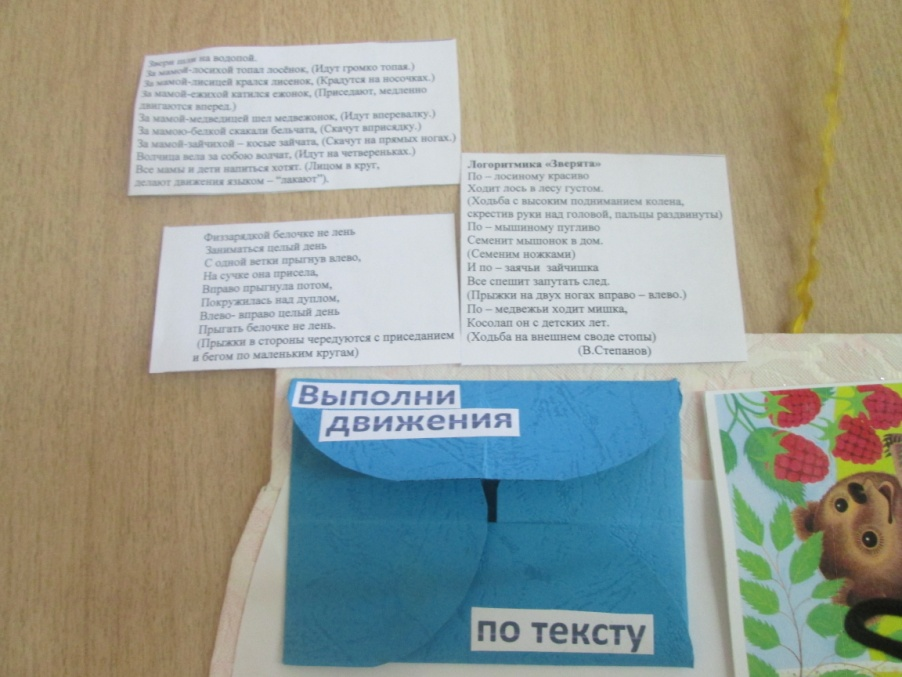 Звери шли на водопой.
За мамой-лосихой топал лосёнок, (Идут громко топая.)
За мамой-лисицей крался лисенок, (Крадутся на носочках.)
За мамой-ежихой катился ежонок, (Приседают, медленно
двигаются вперед.)
За мамой-медведицей шел медвежонок, (Идут вперевалку.)
За мамою-белкой скакали бельчата, (Скачут вприсядку.)
За мамой-зайчихой – косые зайчата, (Скачут на прямых ногах.)
Волчица вела за собою волчат, (Идут на четвереньках.)
Все мамы и дети напиться хотят. (Лицом в круг,
делают движения языком – “лакают”).
Физзарядкой белочке не лень
Заниматься целый день
С одной ветки прыгнув влево,
На сучке она присела,
Вправо прыгнула потом,
Покружилась над дуплом,
Влево- вправо целый день
Прыгать белочке не лень.
(Прыжки в стороны чередуются с приседанием
и бегом по маленьким кругам)
Логоритмика «Зверята»
По – лосиному красиво
Ходит лось в лесу густом.
(Ходьба с высоким подниманием колена,
скрестив руки над головой, пальцы раздвинуты)
По – мышиному пугливо
Семенит мышонок в дом.
(Семеним ножками)
И по – заячьи зайчишка
Все спешит запутать след.
(Прыжки на двух ногах вправо – влево.)
По – медвежьи ходит мишка,
Косолап он с детских лет.
(Ходьба на внешнем своде стопы)
(В.Степанов)
Выполни
движения
по тексту